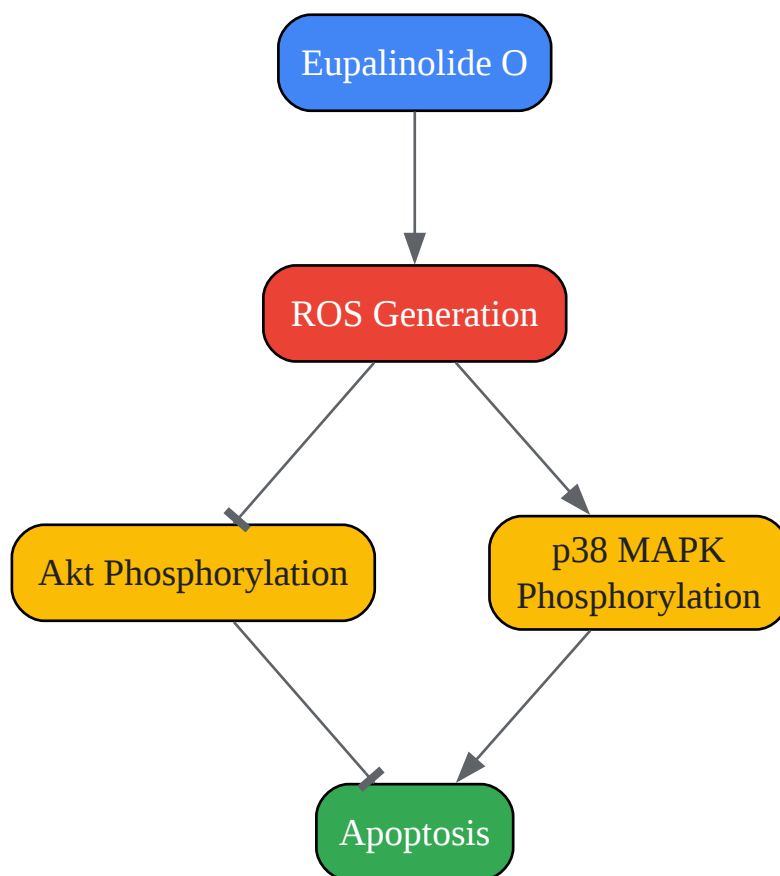 Eupalinolide O
ROS Generation
Akt Phosphorylation
p38 MAPK
Phosphorylation
Apoptosis